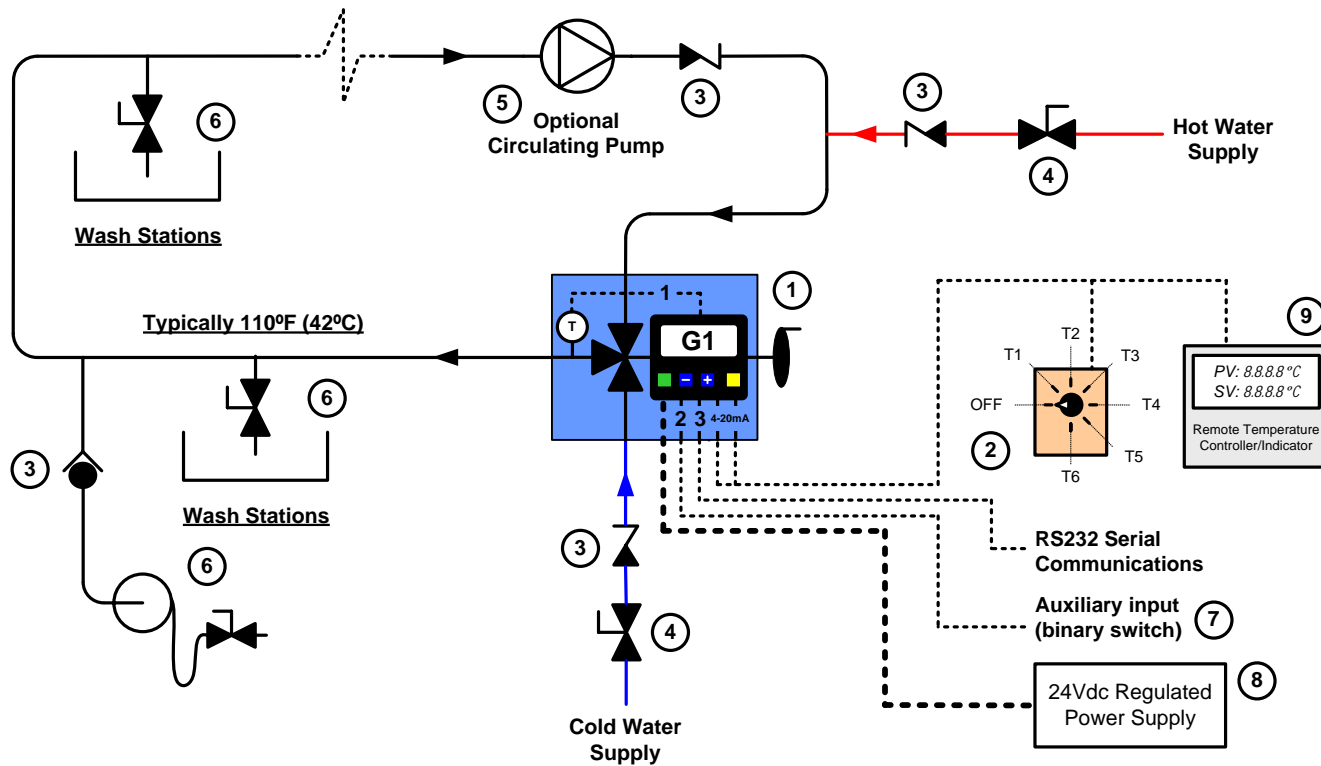 6
5
Optional
Circulating Pump
3
3
Hot Water
Supply
4
Wash Stations
1
1
Typically 110ºF (42ºC)
T
G1
-
+
2
3
4-20mA
9
T2
T1
T3
PV: 8.8.8.8°C
SV: 8.8.8.8°C
OFF
T4
Remote Temperature
Controller/Indicator
2
T5
T6
6
3
Wash Stations
3
RS232 Serial
Communications
6
Auxiliary input
(binary switch)
7
4
24Vdc Regulated
Power Supply
8
Cold Water
Supply